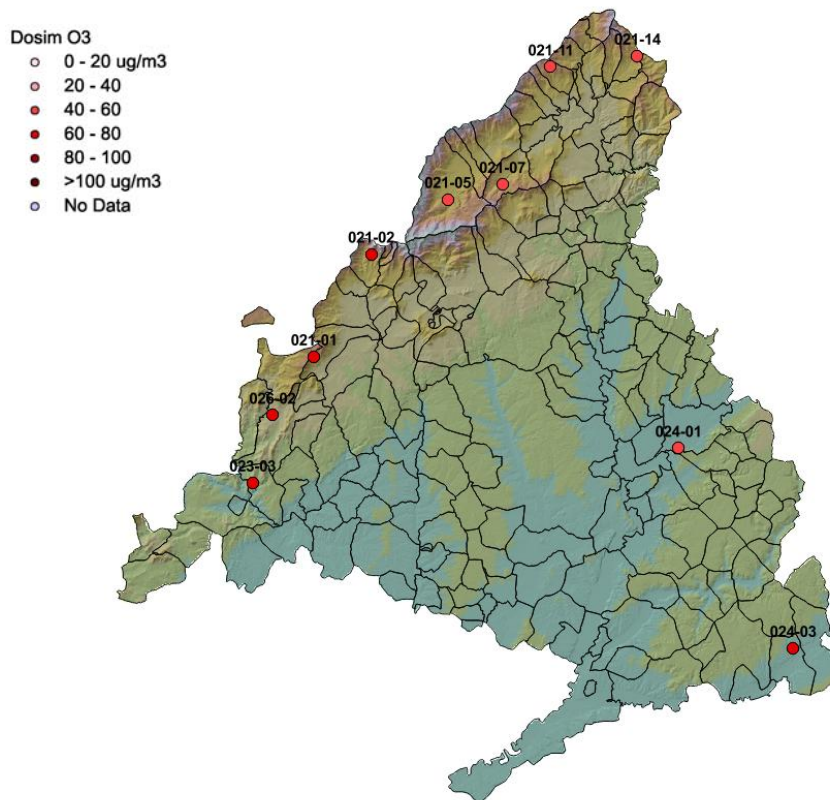 Dosim O3
0 - 20 ug/m3
20 - 40
40 - 60
60 - 80
80 - 100
>100 ug/m3
No Data
021-11
021-14
021-07
021-05
021-02
021-01
026-02
024-01
023-03
024-03